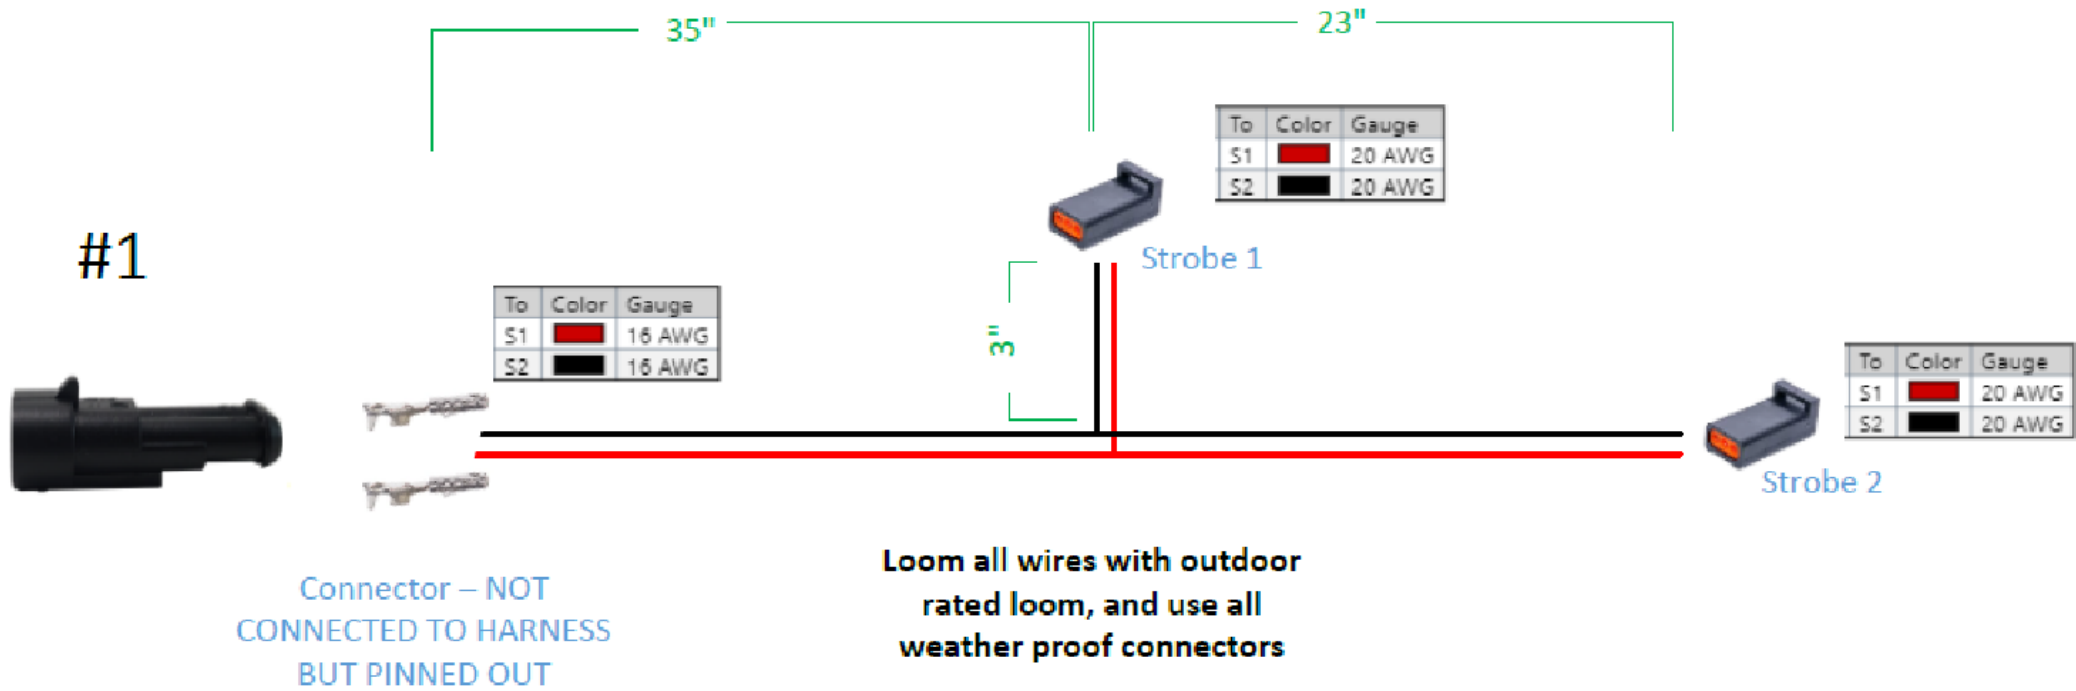 35"
23"
To Color Gauge
S1 20 AWG
S2 20 AWG
#1
Strobe 1
To Color Gauge
S1 16 AWG
S2 16 AWG
3"
To Color Gauge
S1 20 AWG
S2 20 AWG
Strobe 2
Loom all wires with outdoor
rated loom, and use all
weather proof connectors
Connector – NOT
CONNECTED TO HARNESS
BUT PINNED OUT